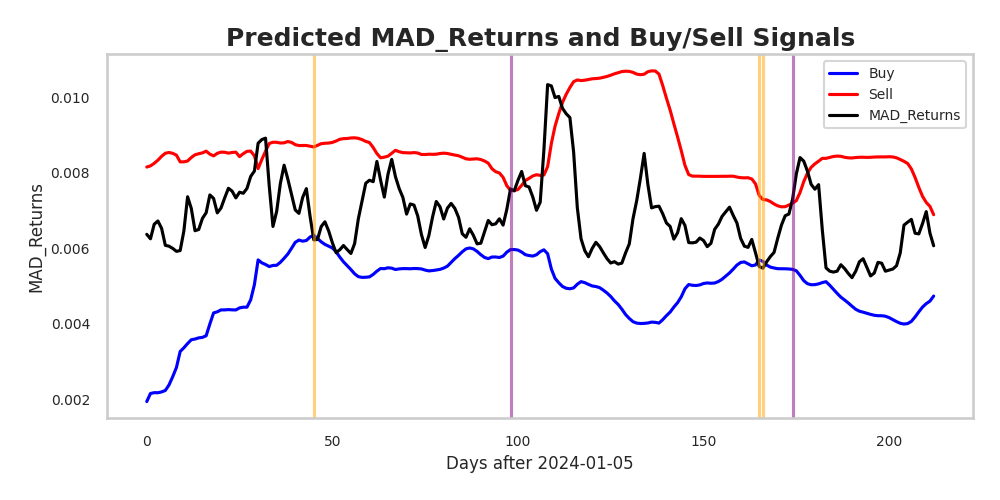 Predicted MAD_Returns and Buy/Sell Signals
Buy
Sell
MAD_Returns
MAD_Returns
0.010
0.008
0.006
0.004
0.002
0 50 100 150 200
Days after 2024-01-05